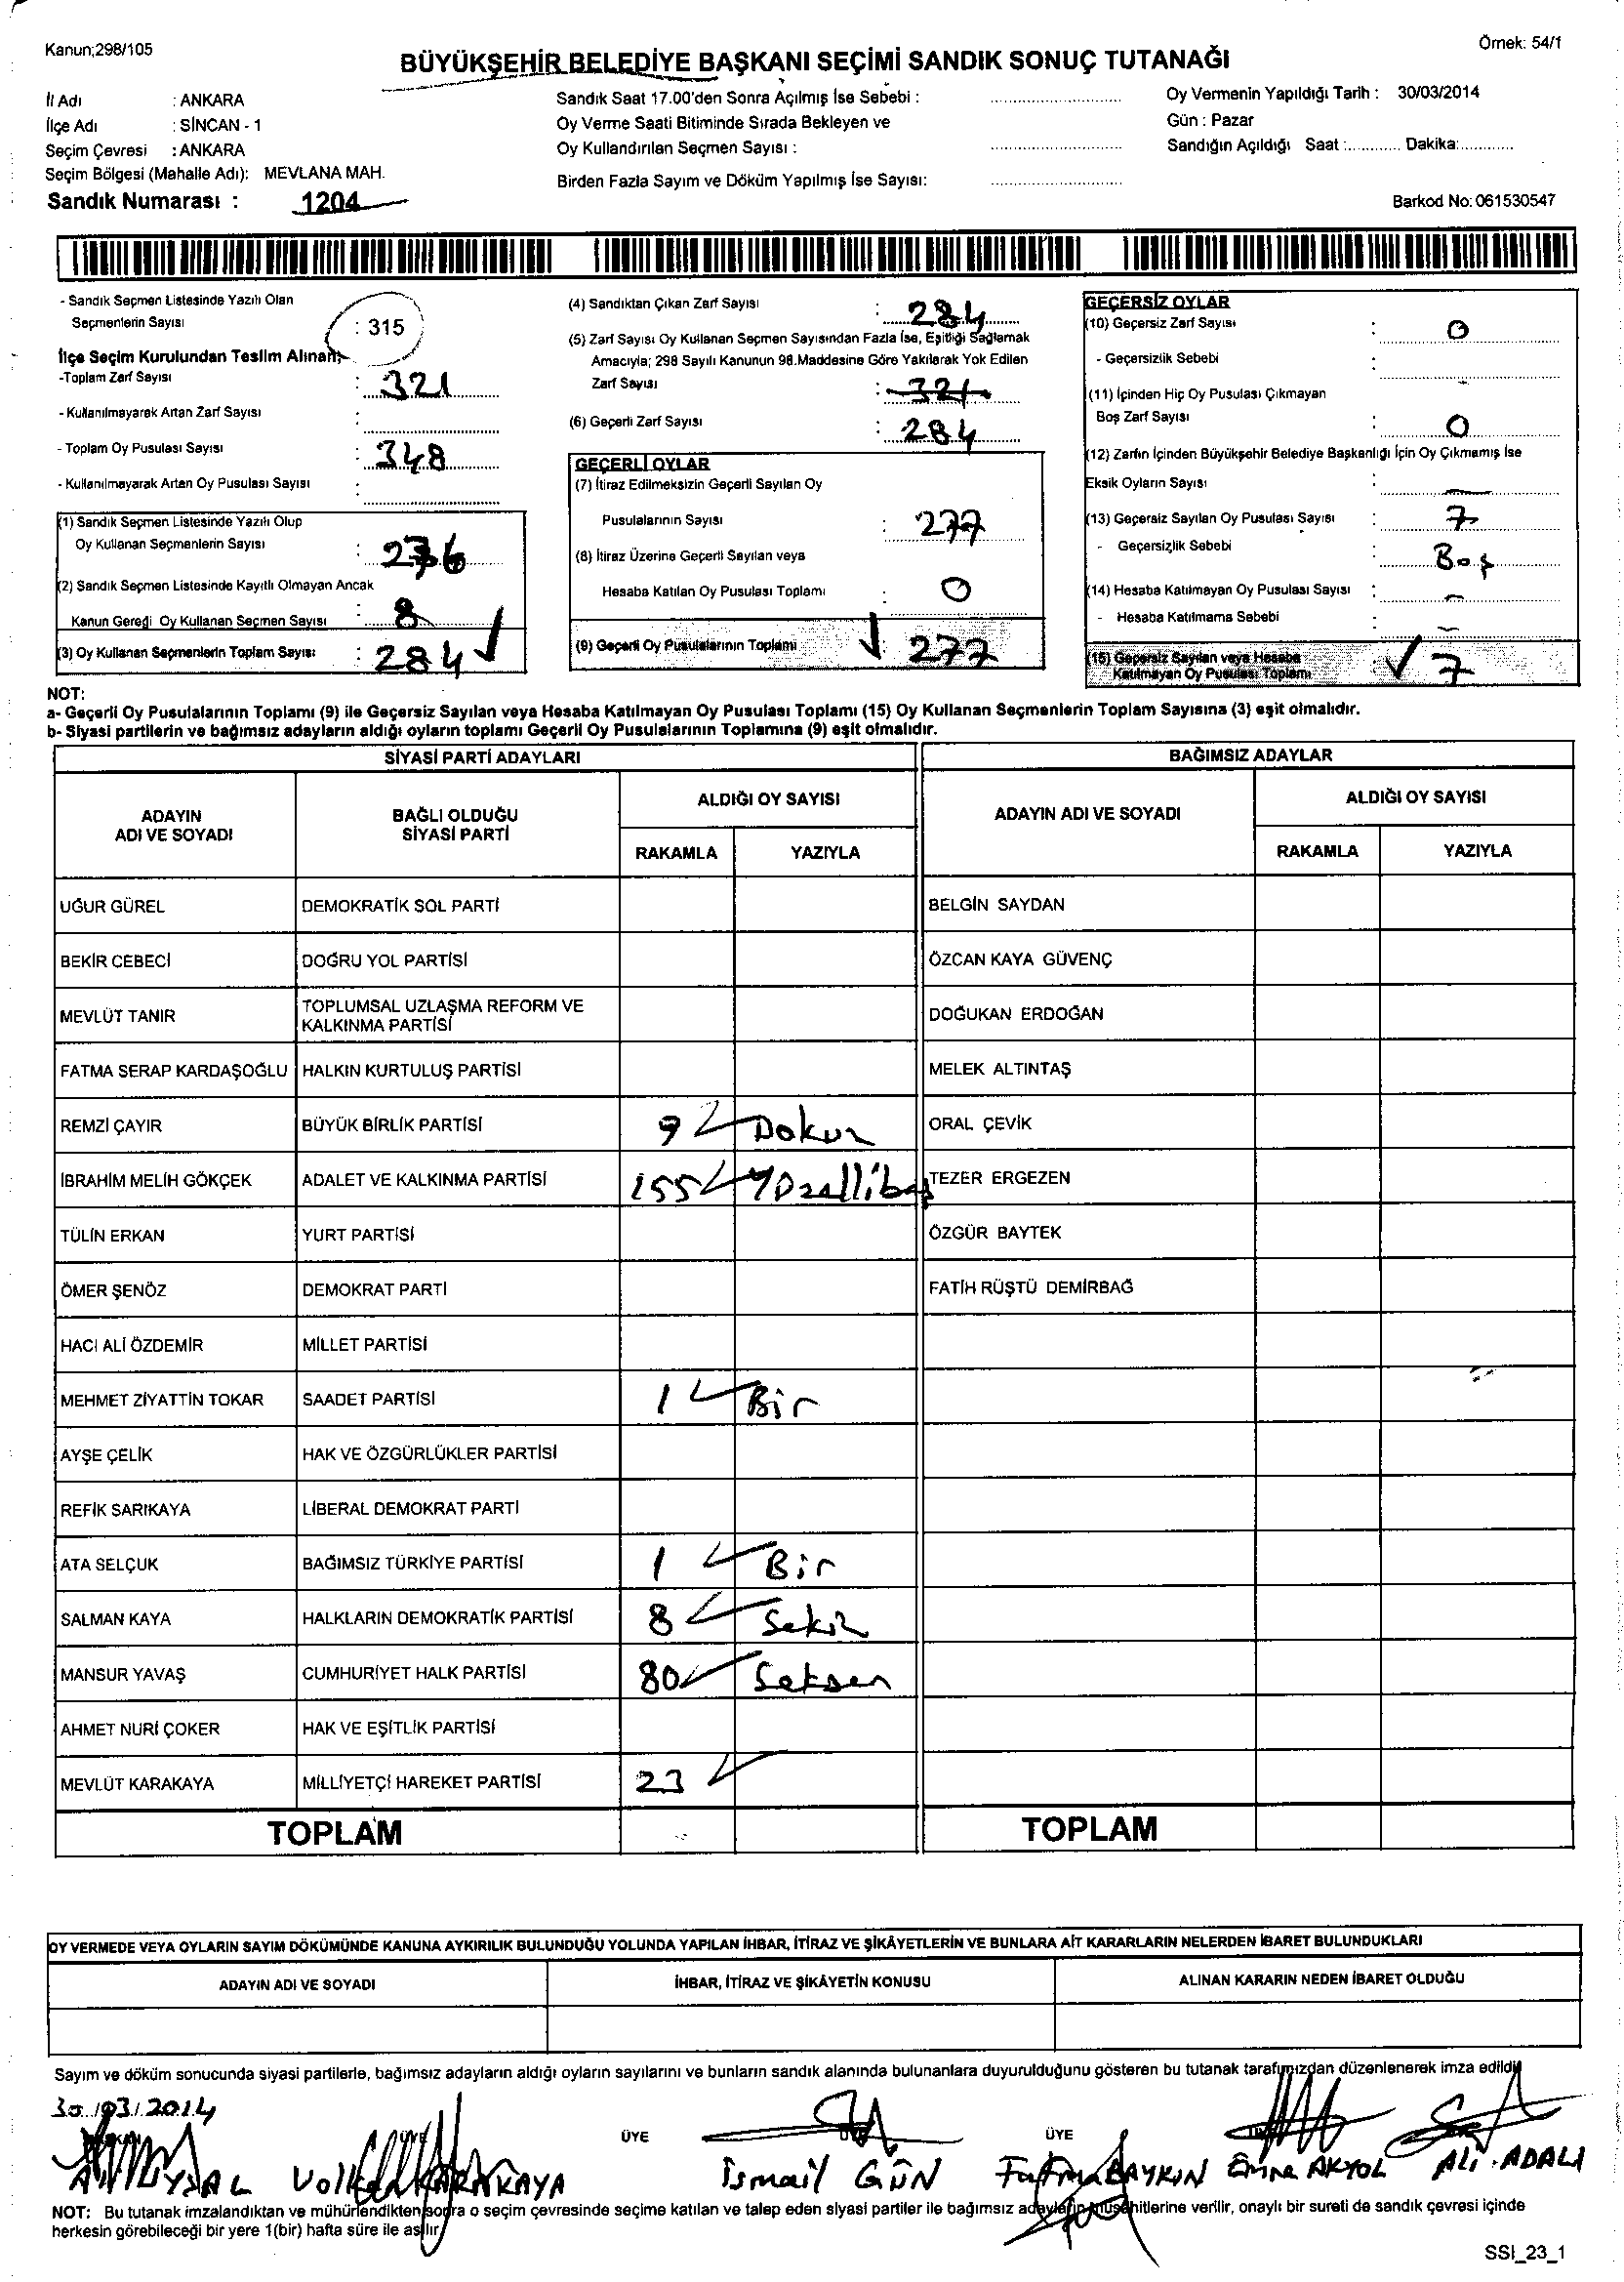 Kanun;298/105
Örnek: 54/1
BÜYÜKŞEHİR BELEDİYE BAŞKANI SEÇİMİ SANDIK SONUÇ TUTANAĞI
İl Adı : ANKARA
İlçe Adı : SİNCAN - 1
Seçim Çevresi : ANKARA
Seçim Bölgesi (Mahalle Adı): MEVLANA MAH.
Sandık Numarası : 1204
Sandık Saat 17.00'den Sonra Açılmış İse Sebebi :
Oy Verme Saati Bitiminde Sırada Bekleyen ve
Oy Kullandırılan Seçmen Sayısı :
Birden Fazla Sayım ve Döküm Yapılmış İse Sayısı:
Oy Vermenin Yapıldığı Tarih : 30/03/2014
Gün : Pazar
Sandığın Açıldığı Saat :............ Dakika:............
Barkod No: 061530547
- Sandık Seçmen Listesinde Yazılı Olan
Seçmenlerin Sayısı : 315
İlçe Seçim Kurulundan Teslim Alınan;
-Toplam Zarf Sayısı : 321
- Kullanılmayarak Artan Zarf Sayısı :
- Toplam Oy Pusulası Sayısı : 348
- Kullanılmayarak Artan Oy Pusulası Sayısı :
(1) Sandık Seçmen Listesinde Yazılı Olup
Oy Kullanan Seçmenlerin Sayısı : 276
(2) Sandık Seçmen Listesinde Kayıtlı Olmayan Ancak
Kanun Gereği Oy Kullanan Seçmen Sayısı : 8
(3) Oy Kullanan Seçmenlerin Toplam Sayısı : 284
(4) Sandıktan Çıkan Zarf Sayısı : 284
(5) Zarf Sayısı Oy Kullanan Seçmen Sayısından Fazla İse, Eşitliği Sağlamak
Amacıyla; 298 Sayılı Kanunun 98.Maddesine Göre Yakılarak Yok Edilen
Zarf Sayısı : 321
(6) Geçerli Zarf Sayısı : 284
GEÇERLİ OYLAR
(7) İtiraz Edilmeksizin Geçerli Sayılan Oy
Pusulalarının Sayısı : 277
(8) İtiraz Üzerine Geçerli Sayılan veya
Hesaba Katılan Oy Pusulası Toplamı : 0
(9) Geçerli Oy Pusulalarının Toplamı : 277
GEÇERSİZ OYLAR
(10) Geçersiz Zarf Sayısı : 0
- Geçersizlik Sebebi :
(11) İçinden Hiç Oy Pusulası Çıkmayan
Boş Zarf Sayısı : 0
(12) Zarfın İçinden Büyükşehir Belediye Başkanlığı İçin Oy Çıkmamış İse
Eksik Oyların Sayısı : —
(13) Geçersiz Sayılan Oy Pusulası Sayısı : 7
- Geçersizlik Sebebi : Boş
(14) Hesaba Katılmayan Oy Pusulası Sayısı : —
- Hesaba Katılmama Sebebi : —
(15) Geçersiz Sayılan veya Hesaba
Katılmayan Oy Pusulası Toplamı : 7
NOT:
a- Geçerli Oy Pusulalarının Toplamı (9) ile Geçersiz Sayılan veya Hesaba Katılmayan Oy Pusulası Toplamı (15) Oy Kullanan Seçmenlerin Toplam Sayısına (3) eşit olmalıdır.
b- Siyasi partilerin ve bağımsız adayların aldığı oyların toplamı Geçerli Oy Pusulalarının Toplamına (9) eşit olmalıdır.
SİYASİ PARTİ ADAYLARI
ADAYIN ADI VE SOYADI
BAĞLI OLDUĞU SİYASİ PARTİ
ALDIĞI OY SAYISI
RAKAMLA YAZIYLA
UĞUR GÜREL DEMOKRATİK SOL PARTİ
BEKİR CEBECİ DOĞRU YOL PARTİSİ
MEVLÜT TANIR TOPLUMSAL UZLAŞMA REFORM VE KALKINMA PARTİSİ
FATMA SERAP KARDAŞOĞLU HALKIN KURTULUŞ PARTİSİ
REMZİ ÇAYIR BÜYÜK BİRLİK PARTİSİ 9 Dokuz
İBRAHİM MELİH GÖKÇEK ADALET VE KALKINMA PARTİSİ 155 Yüzellibeş
TÜLİN ERKAN YURT PARTİSİ
ÖMER ŞENÖZ DEMOKRAT PARTİ
HACI ALİ ÖZDEMİR MİLLET PARTİSİ
MEHMET ZİYATTİN TOKAR SAADET PARTİSİ 1 Bir
AYŞE ÇELİK HAK VE ÖZGÜRLÜKLER PARTİSİ
REFİK SARIKAYA LİBERAL DEMOKRAT PARTİ
ATA SELÇUK BAĞIMSIZ TÜRKİYE PARTİSİ 1 Bir
SALMAN KAYA HALKLARIN DEMOKRATİK PARTİSİ 8 Sekiz
MANSUR YAVAŞ CUMHURİYET HALK PARTİSİ 80 Seksen
AHMET NURİ ÇOKER HAK VE EŞİTLİK PARTİSİ
MEVLÜT KARAKAYA MİLLİYETÇİ HAREKET PARTİSİ 23
TOPLAM
BAĞIMSIZ ADAYLAR
ADAYIN ADI VE SOYADI
ALDIĞI OY SAYISI
RAKAMLA YAZIYLA
BELGİN SAYDAN
ÖZCAN KAYA GÜVENÇ
DOĞUKAN ERDOĞAN
MELEK ALTINTAŞ
ORAL ÇEVİK
TEZER ERGEZEN
ÖZGÜR BAYTEK
FATİH RÜŞTÜ DEMİRBAĞ
TOPLAM
OY VERMEDE VEYA OYLARIN SAYIM DÖKÜMÜNDE KANUNA AYKIRILIK BULUNDUĞU YOLUNDA YAPILAN İHBAR, İTİRAZ VE ŞİKÂYETLERİN VE BUNLARA AİT KARARLARIN NELERDEN İBARET BULUNDUKLARI
ADAYIN ADI VE SOYADI İHBAR, İTİRAZ VE ŞİKÂYETİN KONUSU ALINAN KARARIN NEDEN İBARET OLDUĞU
Sayım ve döküm sonucunda siyasi partilerle, bağımsız adayların aldığı oyların sayılarını ve bunların sandık alanında bulunanlara duyurulduğunu gösteren bu tutanak tarafımızdan düzenlenerek imza edildi
30/03/2014
ÜYE ÜYE
UYSAL Volkan KARAKAYA İsmail GÜN Fatma BAYKIN Emine AKYOL Ali ADALI
NOT: Bu tutanak imzalandıktan ve mühürlendikten sonra o seçim çevresinde seçime katılan ve talep eden siyasi partiler ile bağımsız adayların müşahitlerine verilir, onaylı bir sureti de sandık çevresi içinde
herkesin görebileceği bir yere 1(bir) hafta süre ile asılır
SSI_23_1